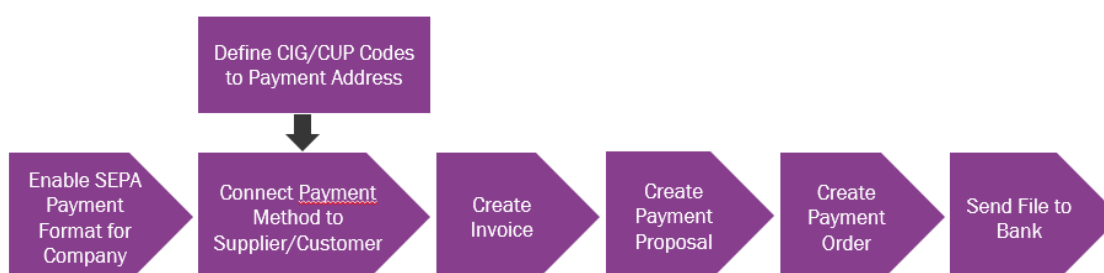 Define CIG/CUP Codes
to Payment Address
Enable SEPA
Payment
Format for
Company
Connect Payment
Method to
Supplier/Customer
Create
Invoice
Create
Payment
Proposal
Create
Payment
Order
Send File to
Bank